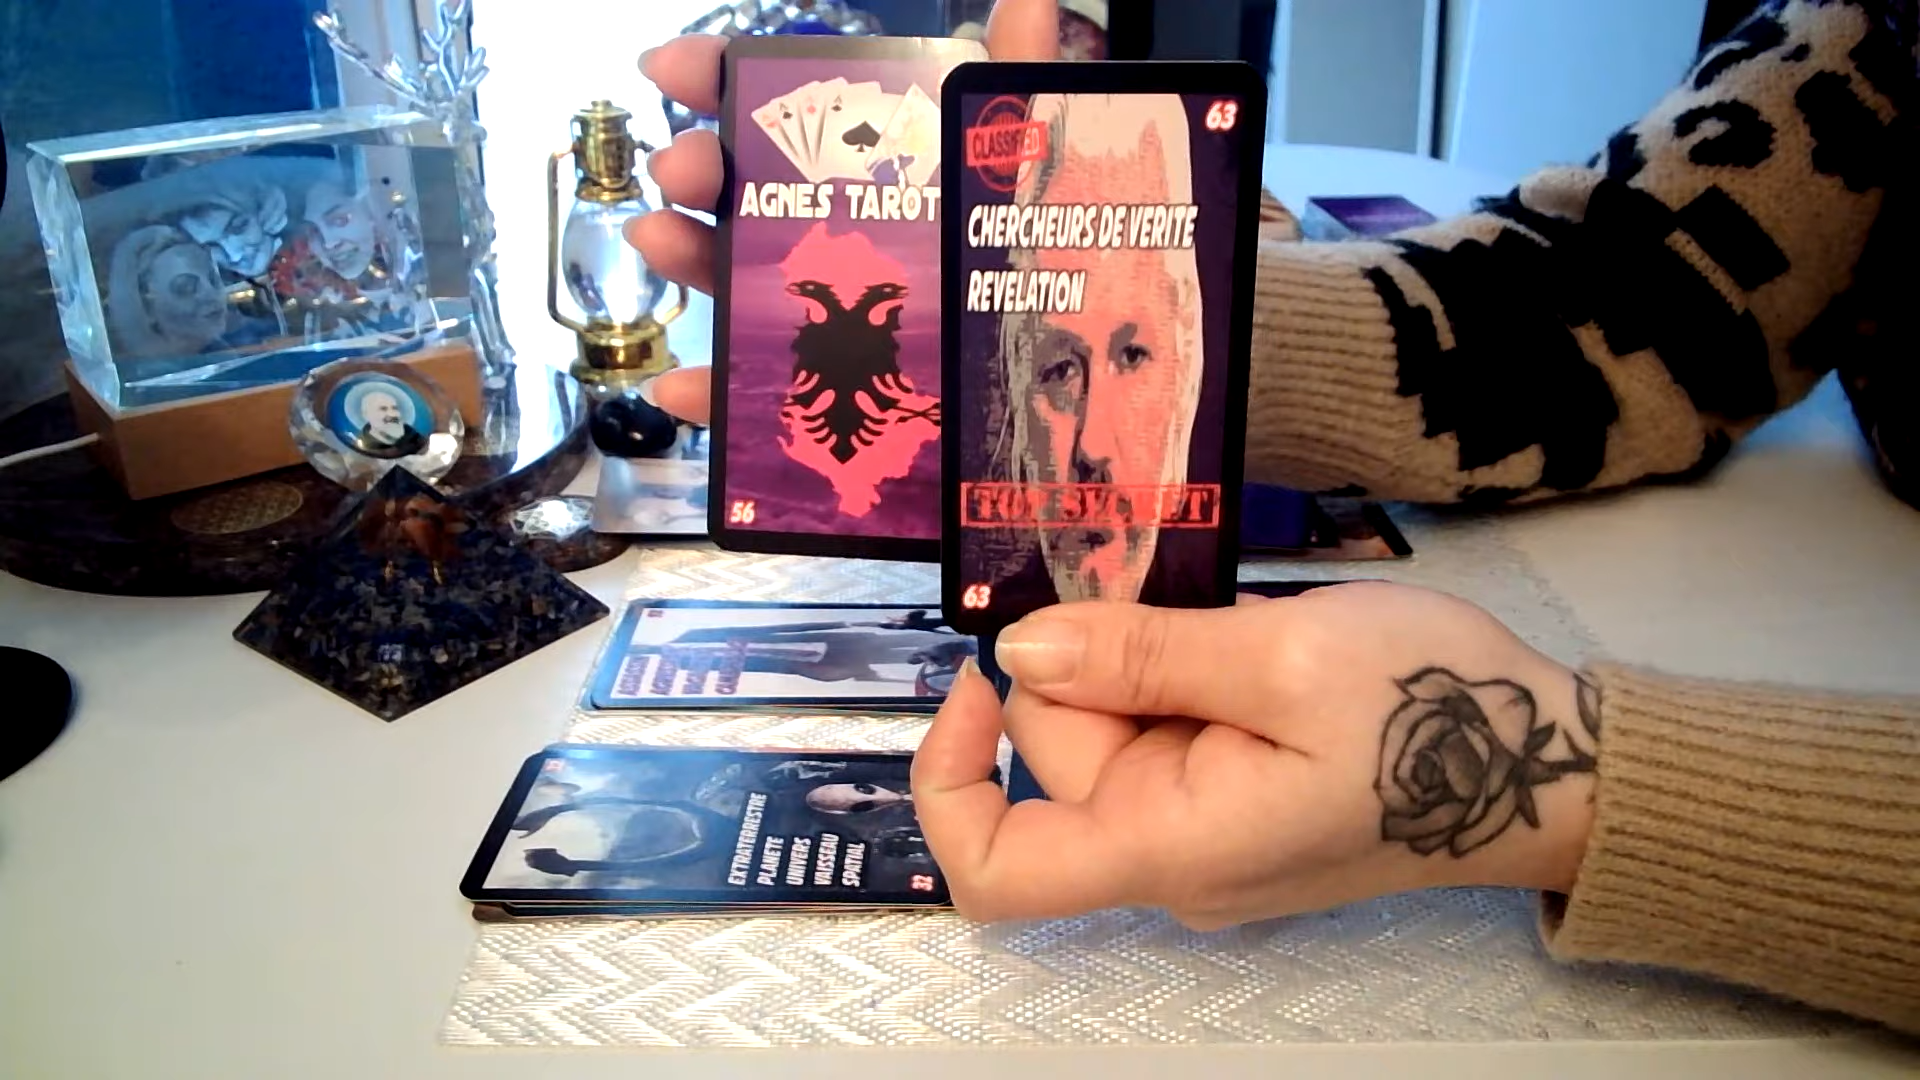 AGNES TAROT
56
63
CLASSIFIED
CHERCHEURS DE VERITE
REVELATION
TOP SECRET
63
EXTRATERRESTRE
PLANETE
UNIVERS
VAISSEAU
SPATIAL
32